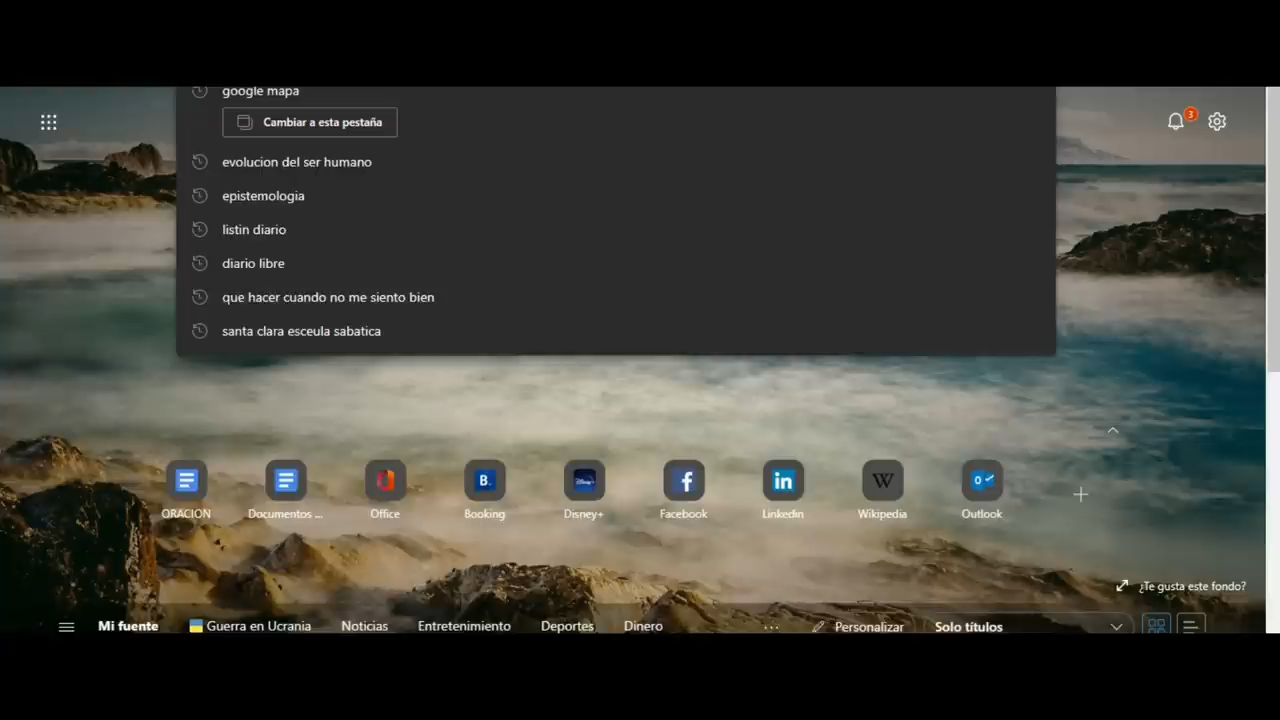 google mapa
Cambiar a esta pestaña
3
evolucion del ser humano
epistemologia
listin diario
diario libre
que hacer cuando no me siento bien
santa clara esceula sabatica
B.
Disney+
f
in
W
O
ORACION Documentos ... Office Booking Disney+ Facebook Linkedin Wikipedia Outlook
¿Te gusta este fondo?
Mi fuente Guerra en Ucrania Noticias Entretenimiento Deportes Dinero ... Personalizar Solo títulos